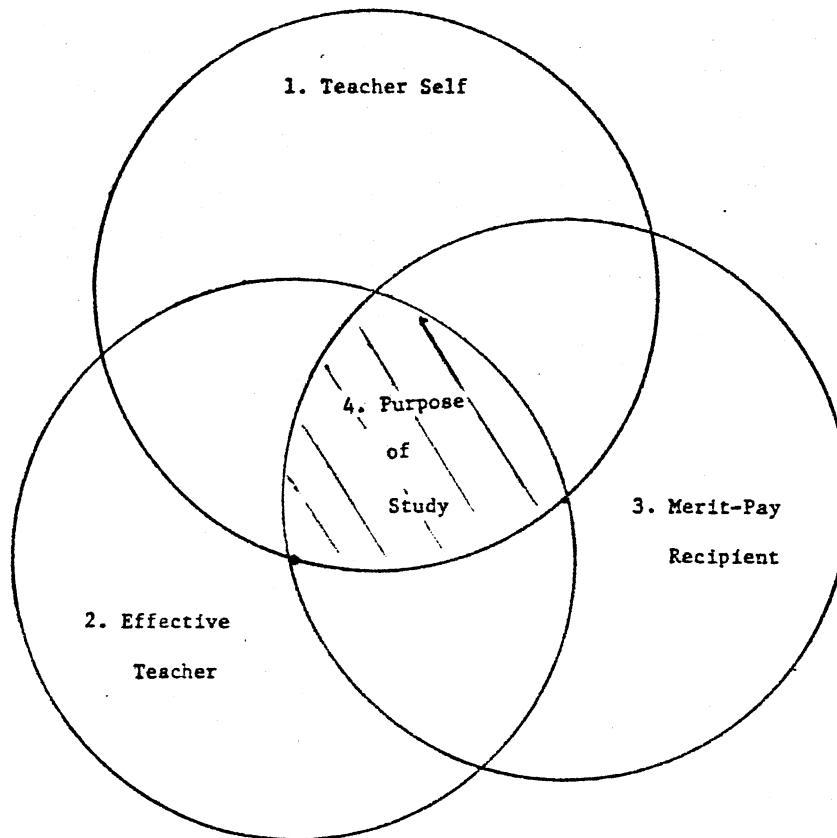 1. Teacher Self
4. Purpose
of
Study
3. Merit-Pay
Recipient
2. Effective
Teacher